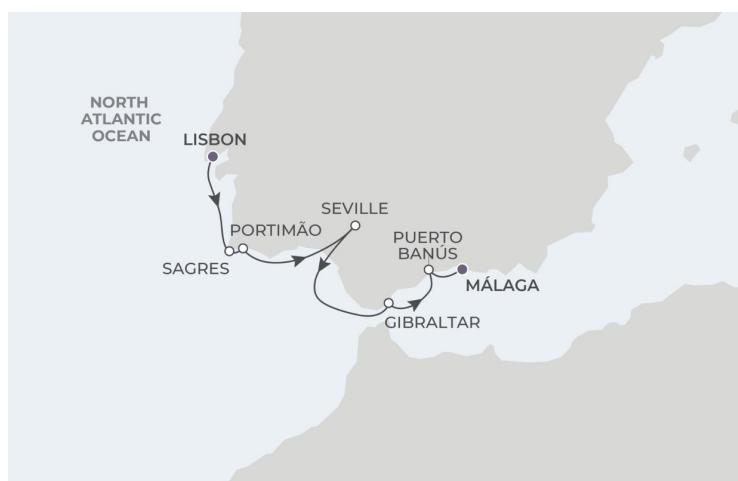 NORTH
ATLANTIC
OCEAN
LISBON
SEVILLE
PORTIMÃO
PUERTO
BANÚS
SAGRES
MÁLAGA
GIBRALTAR